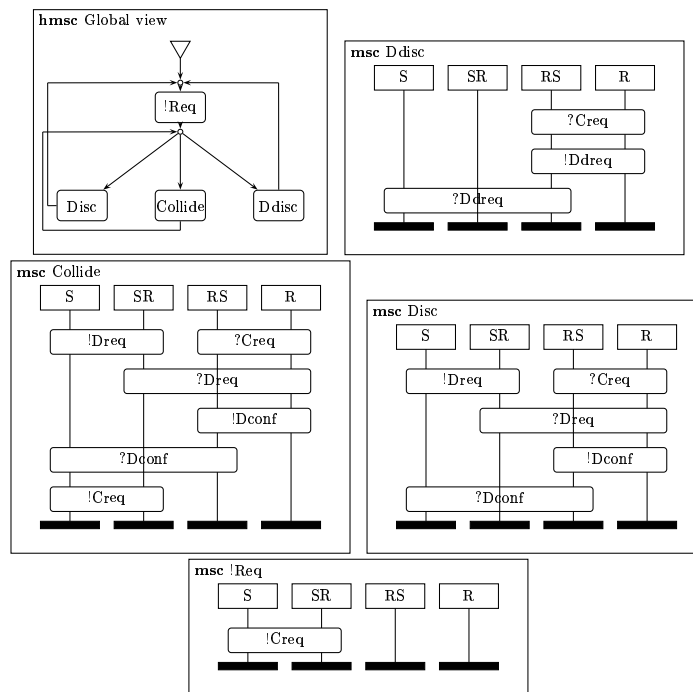 hmsc Global view
!Req
Disc
Collide
Ddisc
msc Ddisc
S SR RS R
?Creq
!Ddreq
?Ddreq
msc Collide
S SR RS R
!Dreq ?Creq
?Dreq
!Dconf
?Dconf
!Creq
msc Disc
S SR RS R
!Dreq ?Creq
?Dreq
!Dconf
?Dconf
msc !Req
S SR RS R
!Creq